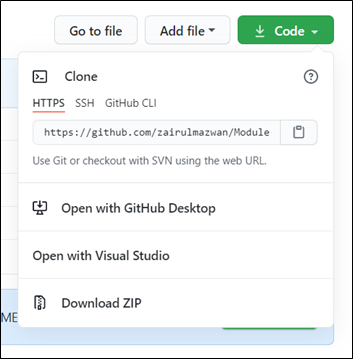 Go to file
Add file
Code
Clone
HTTPS SSH GitHub CLI
https://github.com/zairulmazwan/Module
Use Git or checkout with SVN using the web URL.
Open with GitHub Desktop
Open with Visual Studio
Download ZIP
ME